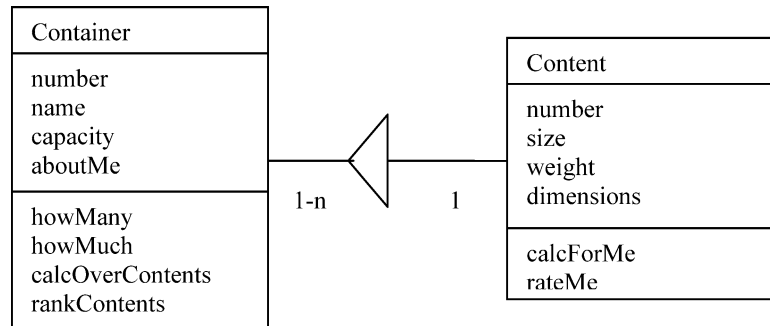 Container
number
name
capacity
aboutMe
howMany
howMuch
calcOverContents
rankContents
1-n
1
Content
number
size
weight
dimensions
calcForMe
rateMe